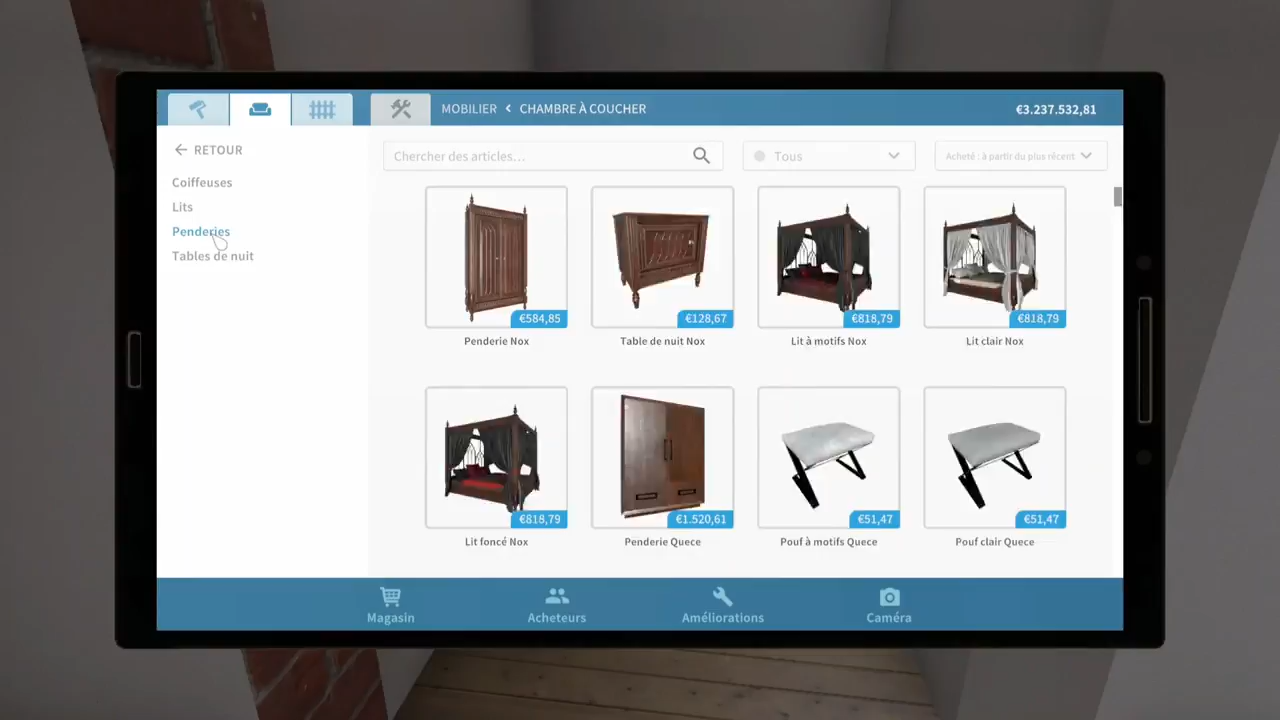 MOBILIER < CHAMBRE À COUCHER
€3.237.532,81
RETOUR
Coiffeuses
Lits
Penderies
Tables de nuit
Chercher des articles...
Tous
Acheté : à partir du plus récent
€584,85
€128,67
€818,79
€818,79
Penderie Nox
Table de nuit Nox
Lit à motifs Nox
Lit clair Nox
€818,79
€1.520,61
€51,47
€51,47
Lit foncé Nox
Penderie Quece
Pouf à motifs Quece
Pouf clair Quece
Magasin
Acheteurs
Améliorations
Caméra